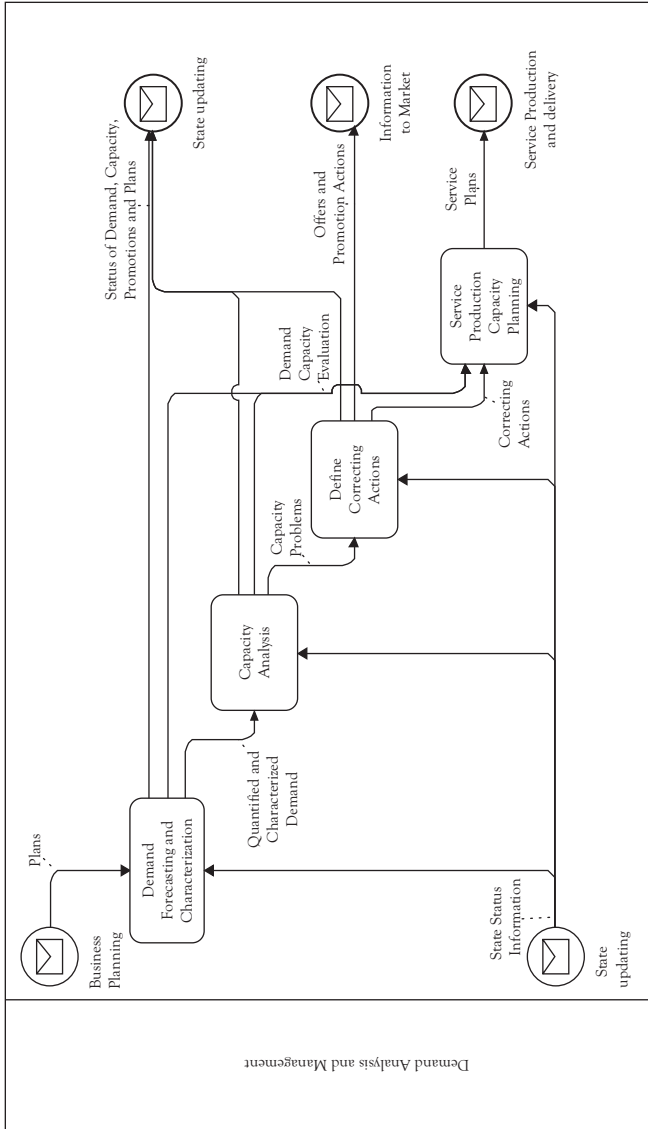 Demand Analysis and Management
Business
Planning
Plans
Demand
Forecasting and
Characterization
Quantified and
Characterized
Demand
Capacity
Analysis
Capacity
Problems
Define
Correcting
Actions
Demand
Capacity
Evaluation
Correcting
Actions
Service
Production
Capacity
Planning
Status of Demand, Capacity,
Promotions and Plans
State updating
Offers and
Promotion Actions
Information
to Market
Service
Plans
Service Production
and delivery
State Status
Information
State
updating